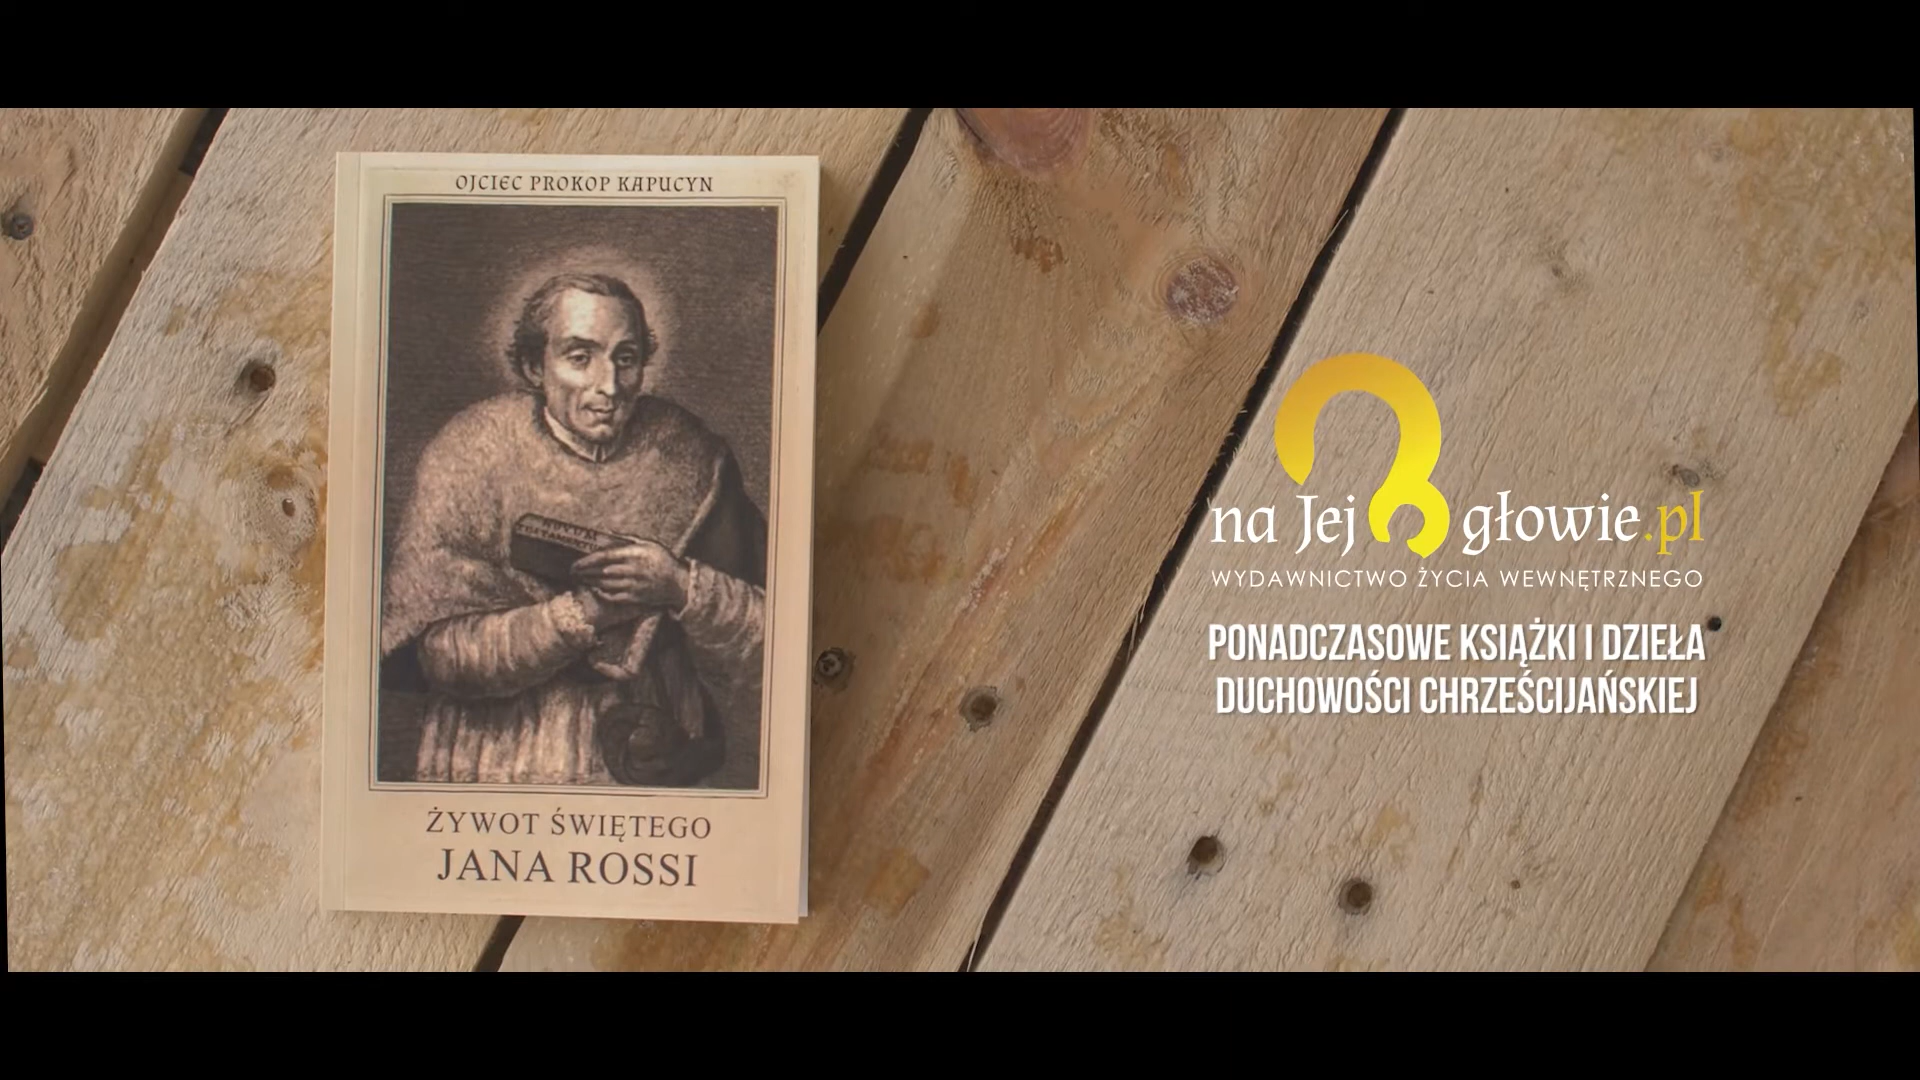 OJCIEC PROKOP KAPUCYN
ŻYWOT ŚWIĘTEGO
JANA ROSSI
na Jej głowie.pl
WYDAWNICTWO ŻYCIA WEWNĘTRZNEGO
PONADCZASOWE KSIĄŻKI I DZIEŁA
DUCHOWOŚCI CHRZEŚCIJAŃSKIEJ